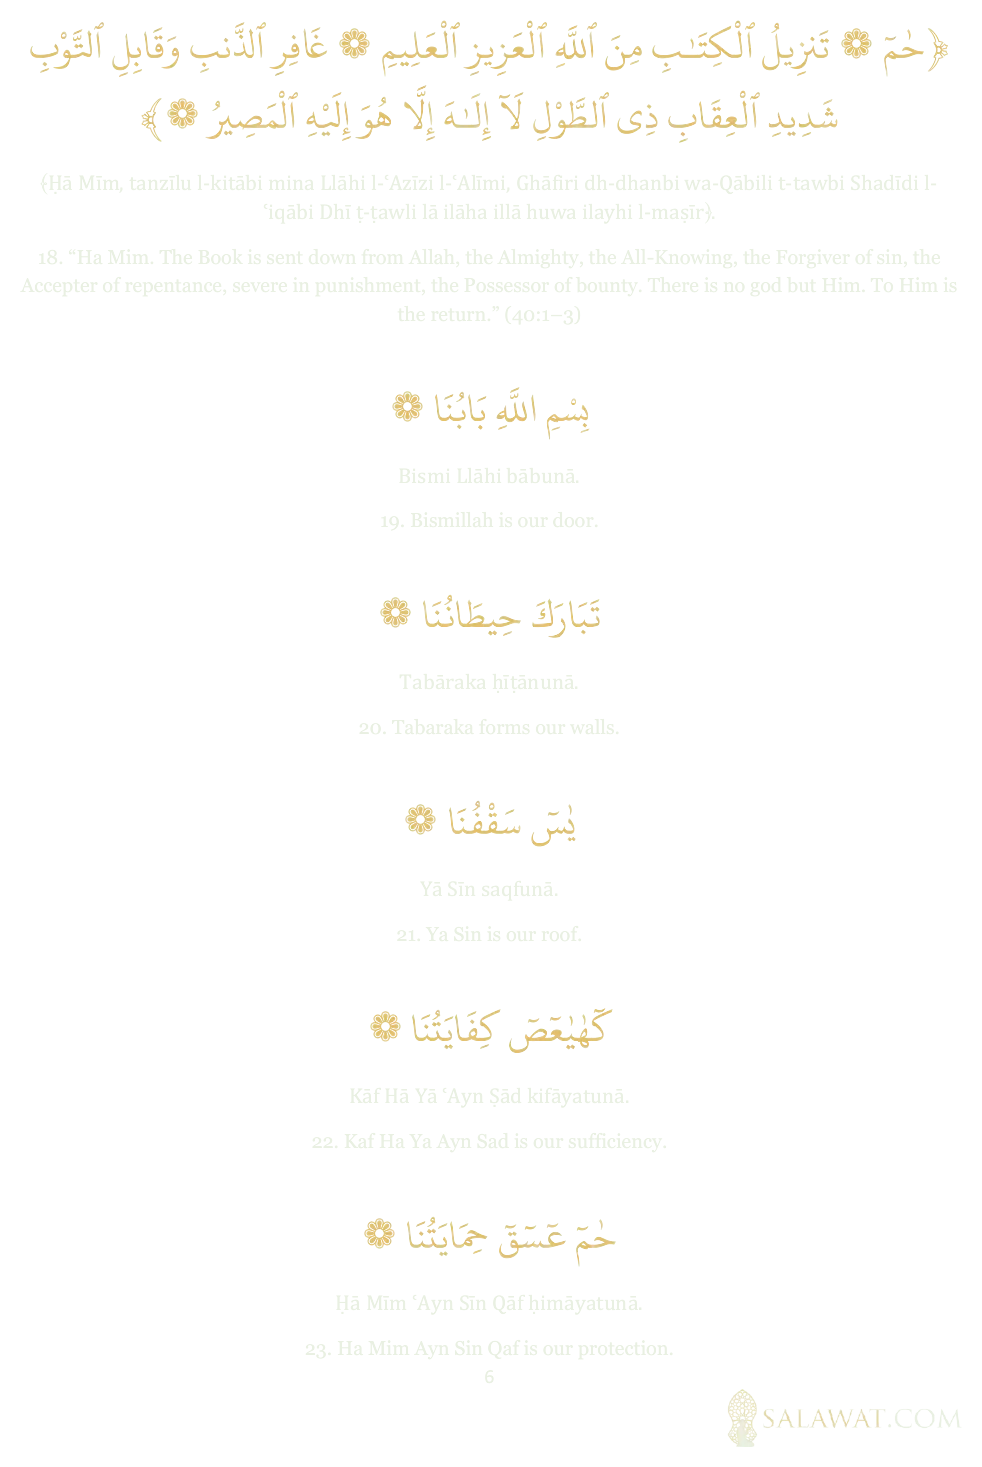 ﴿حٰمٓ ۝ تَنزِيلُ ٱلْكِتَـٰبِ مِنَ ٱللَّهِ ٱلْعَزِيزِ ٱلْعَلِيمِ ۝ غَافِرِ ٱلذَّنبِ وَقَابِلِ ٱلتَّوْبِ
شَدِيدِ ٱلْعِقَابِ ذِى ٱلطَّوْلِ لَآ إِلَـٰهَ إِلَّا هُوَ إِلَيْهِ ٱلْمَصِيرُ ۝﴾
﴾Ḥā Mīm, tanzīlu l-kitābi mina Llāhi l-ʿAzīzi l-ʿAlīmi, Ghāfiri dh-dhanbi wa-Qābili t-tawbi Shadīdi l-
ʿiqābi Dhī ṭ-ṭawli lā ilāha illā huwa ilayhi l-maṣīr﴿.
18. “Ha Mim. The Book is sent down from Allah, the Almighty, the All-Knowing, the Forgiver of sin, the
Accepter of repentance, severe in punishment, the Possessor of bounty. There is no god but Him. To Him is
the return.” (40:1–3)
بِسْمِ اللَّهِ بَابُنَا ۝
Bismi Llāhi bābunā.
19. Bismillah is our door.
تَبَارَكَ حِيطَانُنَا ۝
Tabāraka ḥīṭānunā.
20. Tabaraka forms our walls.
يٰسٓ سَقْفُنَا ۝
Yā Sīn saqfunā.
21. Ya Sin is our roof.
كٓهٰيٰعٓصٓ كِفَايَتُنَا ۝
Kāf Hā Yā ʿAyn Ṣād kifāyatunā.
22. Kaf Ha Ya Ayn Sad is our sufficiency.
حٰمٓ عٓسٓقٓ حِمَايَتُنَا ۝
Ḥā Mīm ʿAyn Sīn Qāf ḥimāyatunā.
23. Ha Mim Ayn Sin Qaf is our protection.
6
SALAWAT.COM